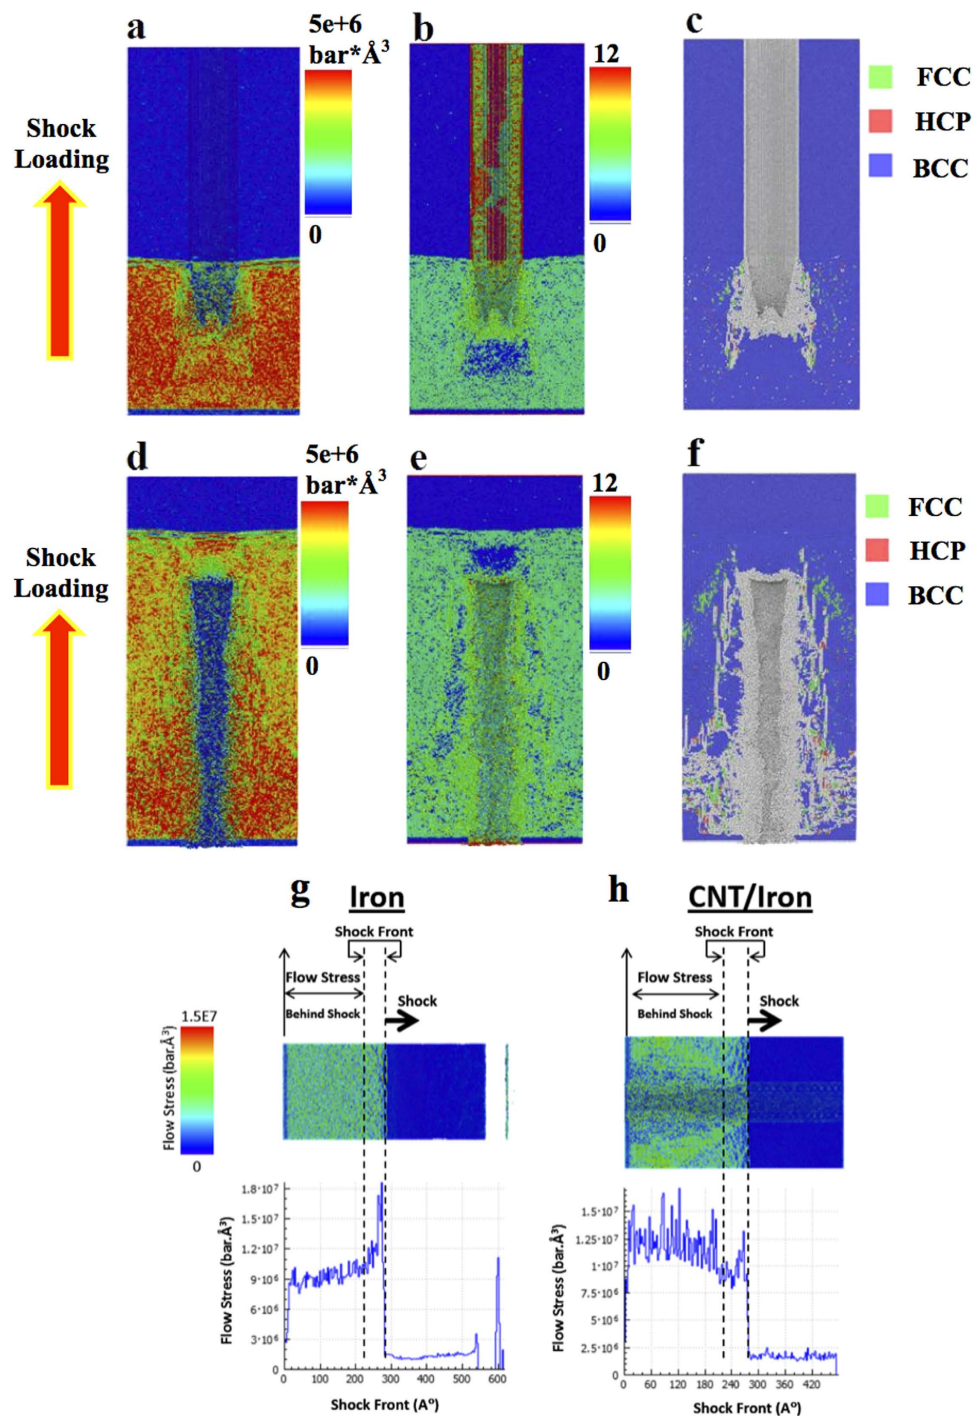 a
5e+6
bar*Å³
0
b
12
0
c
FCC
HCP
BCC
Shock
Loading
d
5e+6
bar*Å³
0
e
12
0
f
FCC
HCP
BCC
Shock
Loading
g
Iron
Shock Front
Flow Stress
Behind Shock
Shock
1.5E7
0
Flow Stress (bar.Å³)
1.8·10⁷
1.5·10⁷
1.2·10⁷
9·10⁶
6·10⁶
3·10⁶
0
0 100 200 300 400 500 600
Flow Stress (bar.Å³)
Shock Front (A⁰)
h
CNT/Iron
Shock Front
Flow Stress
Behind Shock
Shock
1.5·10⁷
1.25·10⁷
1·10⁷
7.5·10⁶
5·10⁶
2.5·10⁶
0
0 60 120 180 240 300 360 420
Flow Stress (bar.Å³)
Shock Front (A⁰)